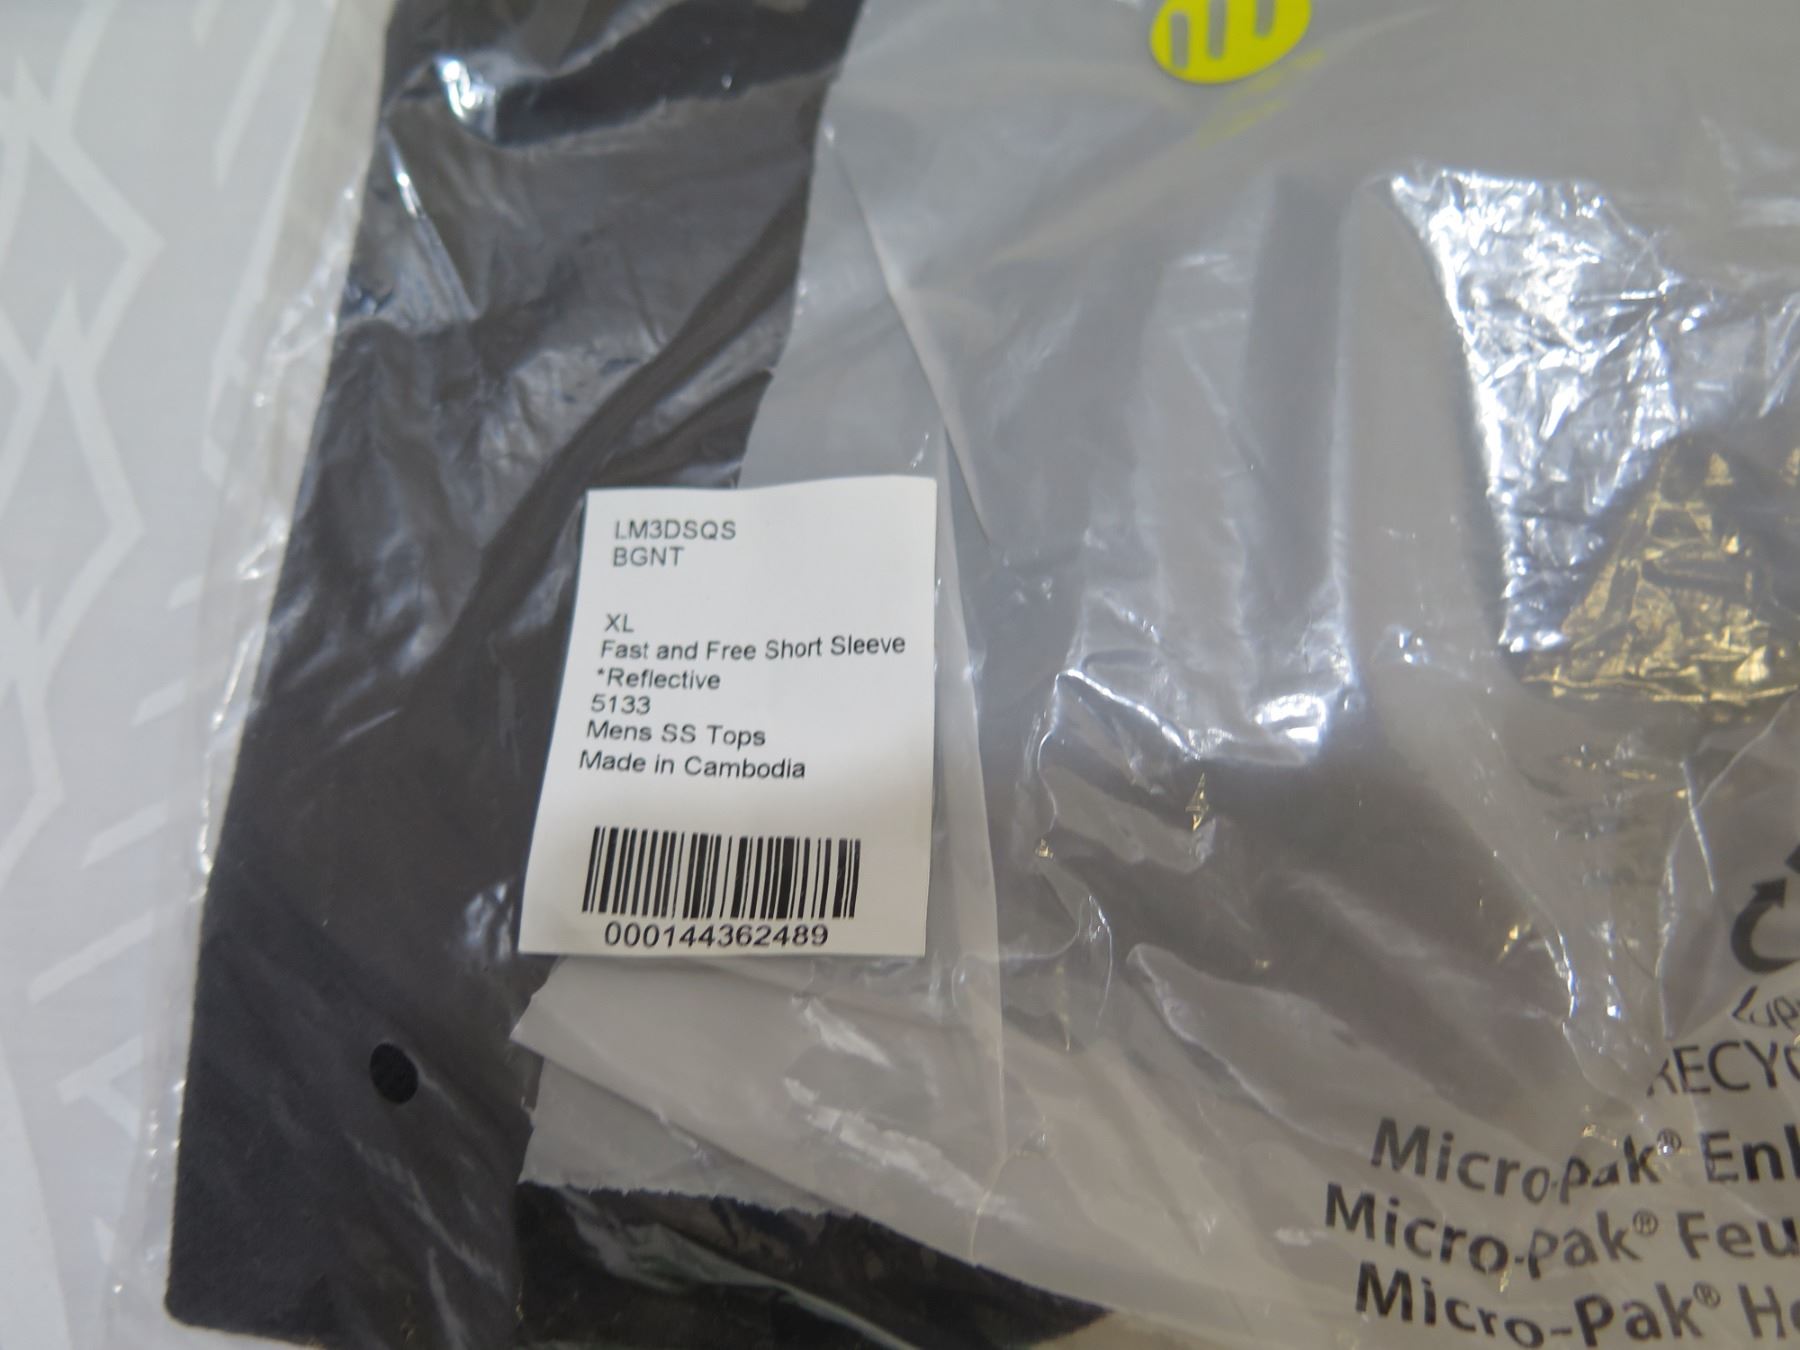 LM3DSQS
BGNT
XL
Fast and Free Short Sleeve
*Reflective
5133
Mens SS Tops
Made in Cambodia
000144362489
Micro-pak®
Micro-pak®
Micro-Pak®